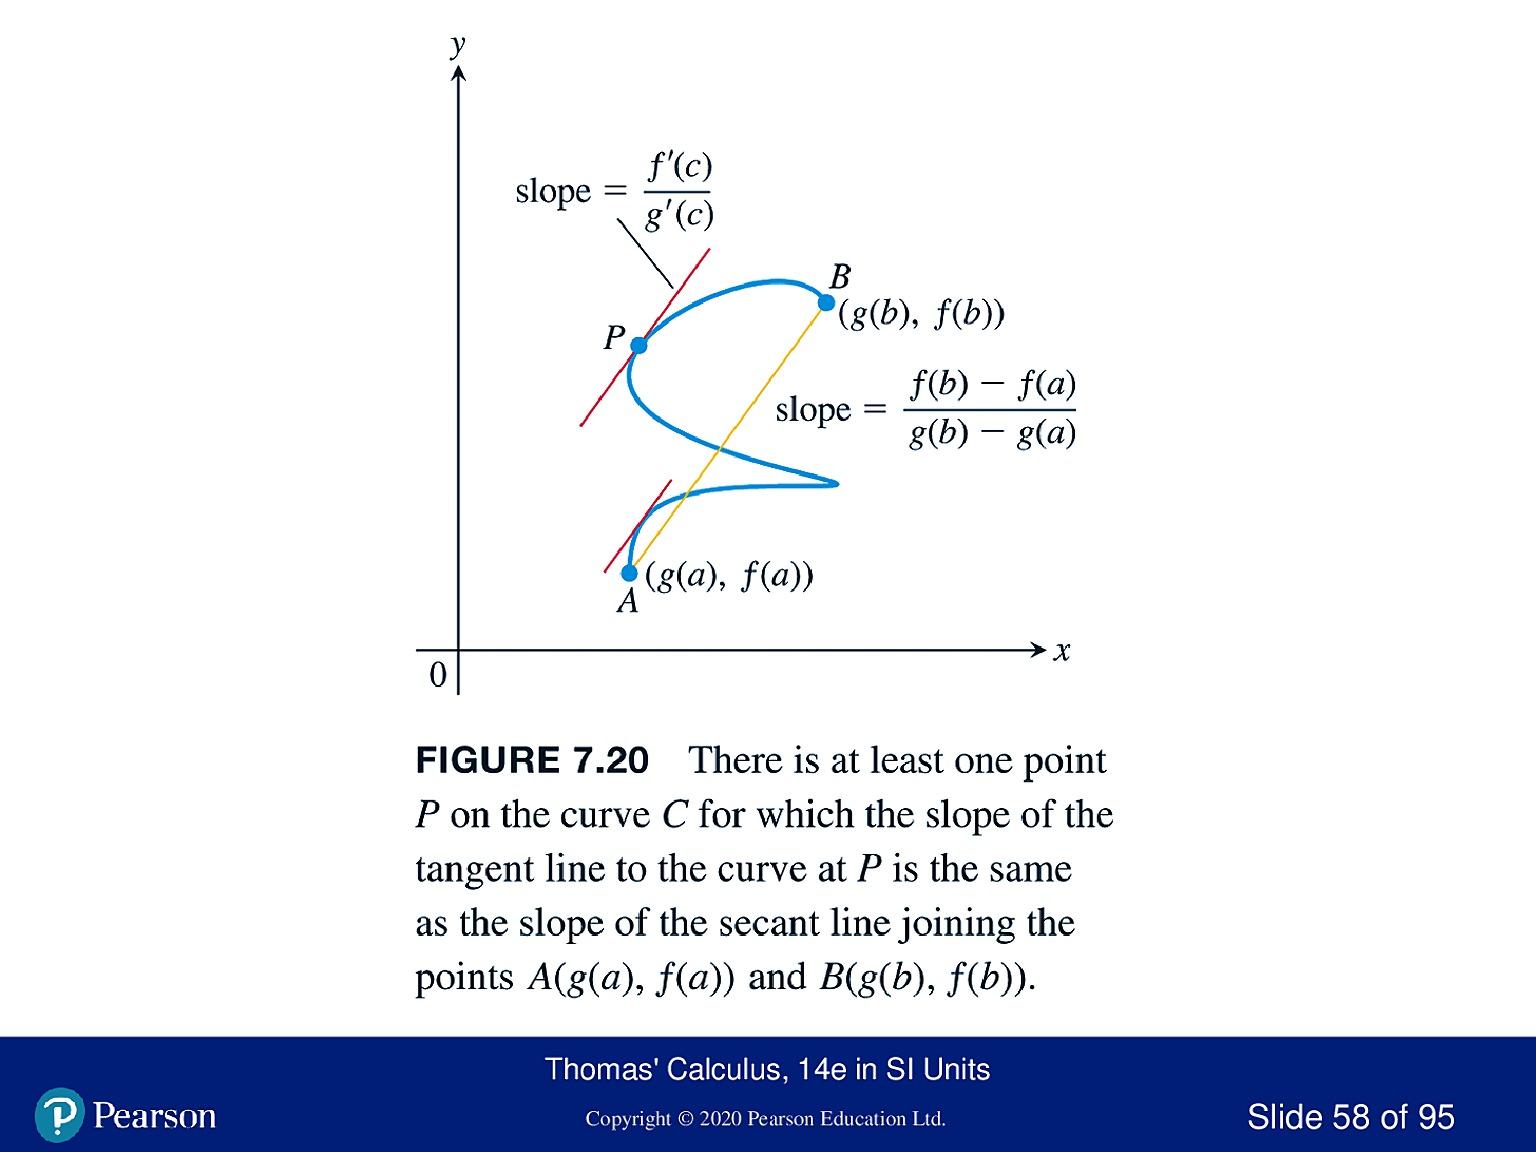 y
slope = f′(c)
g′(c)
B
(g(b), f(b))
P
slope = f(b) − f(a)
g(b) − g(a)
(g(a), f(a))
A
x
0
FIGURE 7.20 There is at least one point
P on the curve C for which the slope of the
tangent line to the curve at P is the same
as the slope of the secant line joining the
points A(g(a), f(a)) and B(g(b), f(b)).
Thomas' Calculus, 14e in SI Units
Pearson
Copyright © 2020 Pearson Education Ltd.
Slide 58 of 95